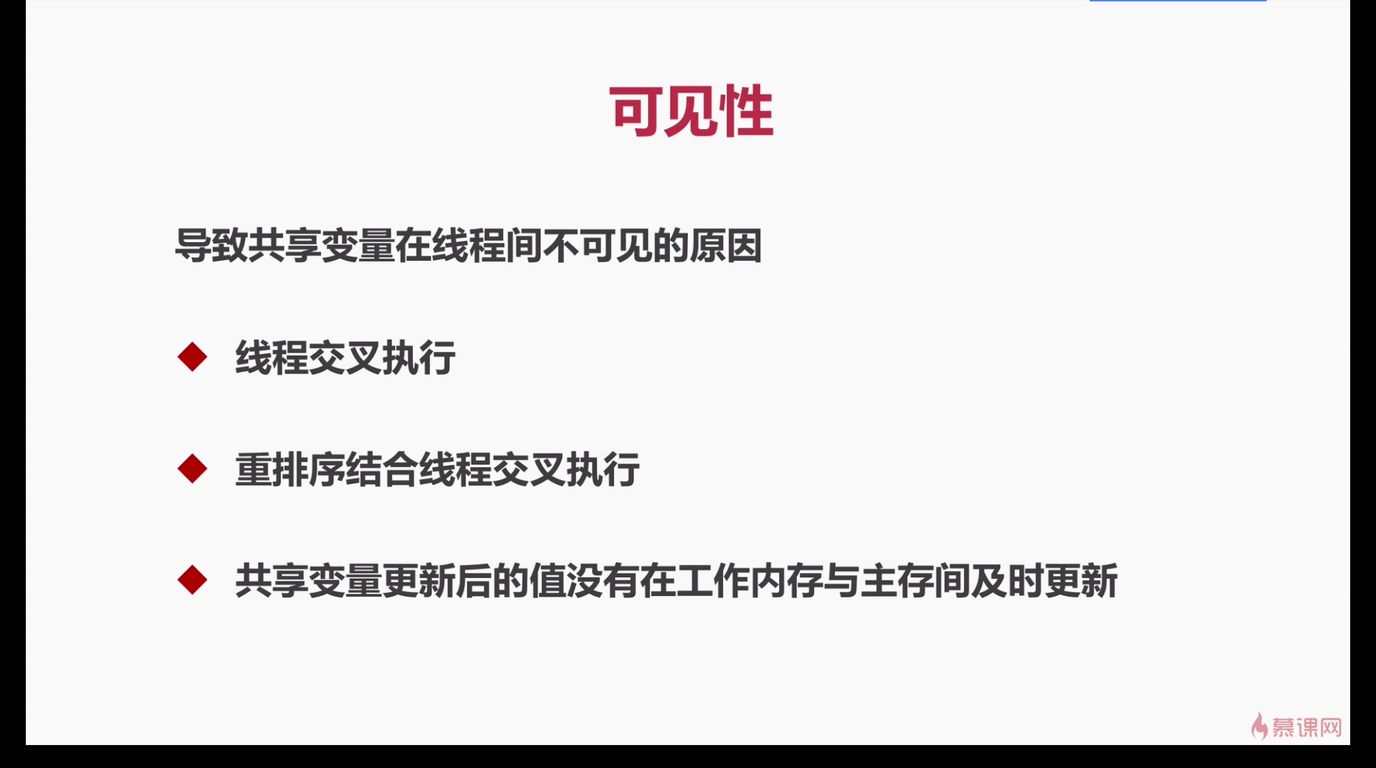 可见性
导致共享变量在线程间不可见的原因
线程交叉执行
重排序结合线程交叉执行
共享变量更新后的值没有在工作内存与主存间及时更新
慕课网